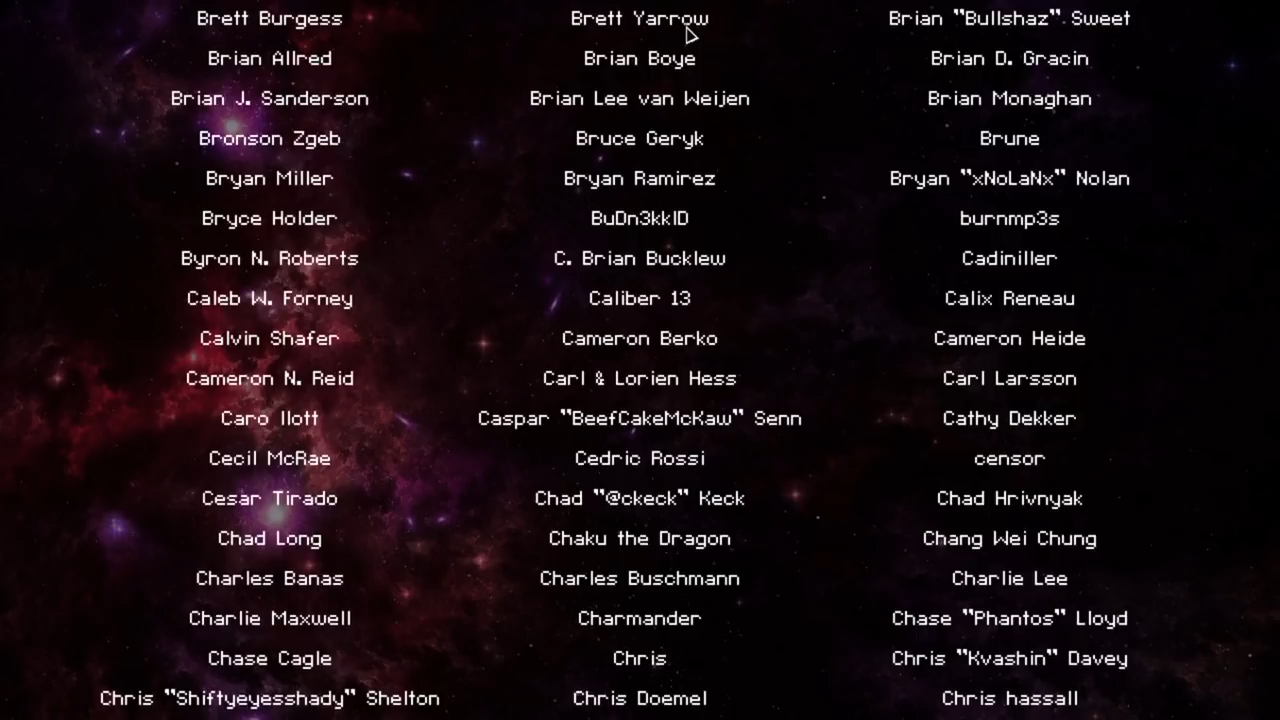 Brett Burgess Brett Yarrow Brian "Bullshaz" Sweet
Brian Allred Brian Boye Brian D. Gracin
Brian J. Sanderson Brian Lee van Weijen Brian Monaghan
Bronson Zgeb Bruce Geryk Brune
Bryan Miller Bryan Ramirez Bryan "xNoLaNx" Nolan
Bryce Holder BuDn3kkID burnmp3s
Byron N. Roberts C. Brian Bucklew Cadiniller
Caleb W. Forney Caliber 13 Calix Reneau
Calvin Shafer Cameron Berko Cameron Heide
Cameron N. Reid Carl & Lorien Hess Carl Larsson
Caro Ilott Caspar "BeefCakeMcKaw" Senn Cathy Dekker
Cecil McRae Cedric Rossi censor
Cesar Tirado Chad "@ckeck" Keck Chad Hrivnyak
Chad Long Chaku the Dragon Chang Wei Chung
Charles Banas Charles Buschmann Charlie Lee
Charlie Maxwell Charmander Chase "Phantos" Lloyd
Chase Cagle Chris Chris "Kvashin" Davey
Chris "Shiftyeyesshady" Shelton Chris Doemel Chris hassall